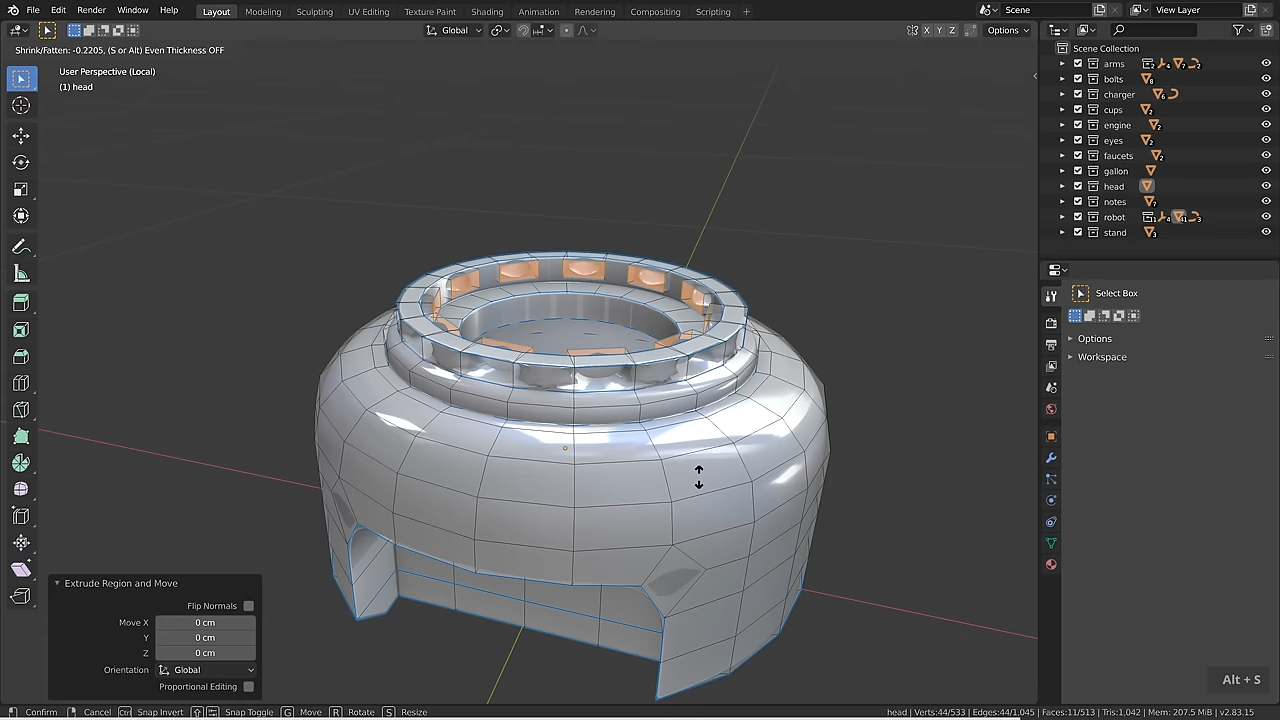 File Edit Render Window Help Layout Modeling Sculpting UV Editing Texture Paint Shading Animation Rendering Compositing Scripting + Scene View Layer
Global X Y Z Options
Shrink/Fatten: -0.2205, (S or Alt) Even Thickness OFF
User Perspective (Local)
(1) head
Scene Collection
arms
bolts
charger
cups
engine
eyes
faucets
gallon
head
notes
robot
stand
Select Box
Options
Workspace
Extrude Region and Move
Flip Normals
Move X 0 cm
Y 0 cm
Z 0 cm
Orientation Global
Proportional Editing
Alt + S
Confirm Cancel Ctrl Snap Invert Snap Toggle G Move R Rotate S Resize head | Verts:44/533 | Edges:44/1,045 | Faces:11/513 | Tris:1,042 | Mem: 207.5 MiB | v2.83.15